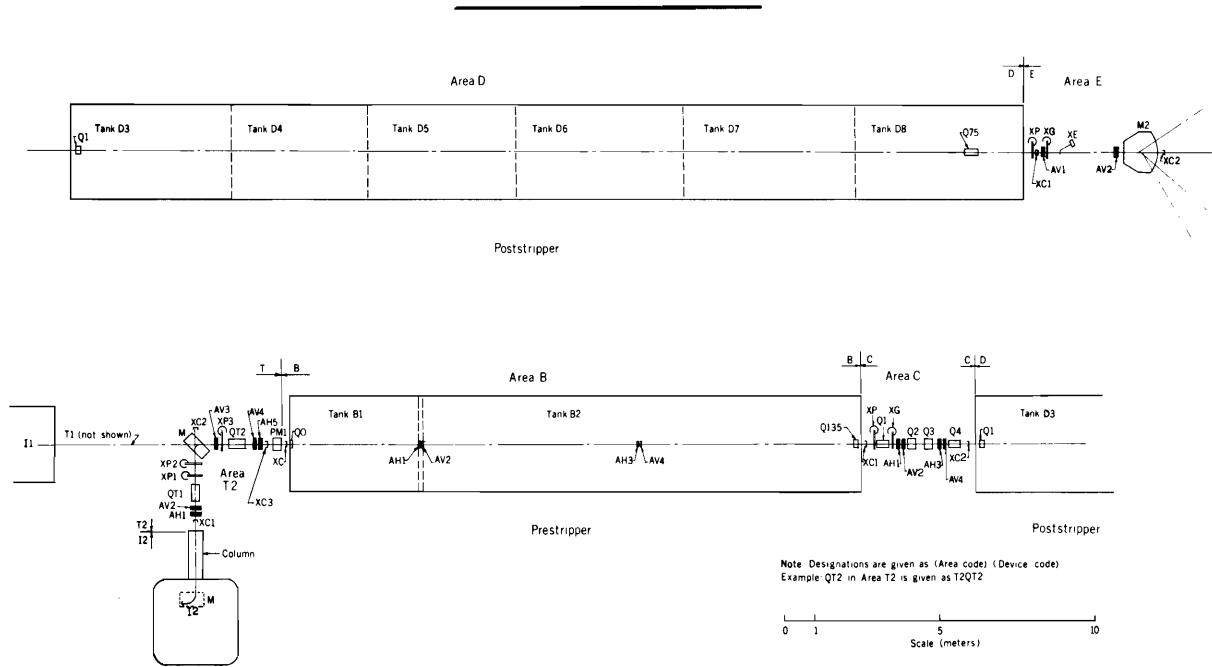 Area D
D E
Area E
Tank D3
Tank D4
Tank D5
Tank D6
Tank D7
Tank D8
Q1
Q75
XP
XG
XE
M2
XC1
AV1
AV2
XC2
Poststripper
T B
Area B
B C
Area C
C D
I1
T1 (not shown)
M
XC2
AV3
XP3
QT2
AV4
AH5
PM1
XC
QO
Tank B1
Tank B2
AH1
AV2
AH3
AV4
Q135
XP
Q1
XG
Q2
Q3
Q4
XC2
Q1
Tank D3
XC1
AH1
AV2
AH3
AV4
XP2
XP1
Area
T2
XC3
QT1
AV2
AH1
XC1
T2
I2
Column
M
I2
Prestripper
Poststripper
Note Designations are given as (Area code) (Device code)
Example: QT2 in Area T2 is given as T2QT2
0 1 5 10
Scale (meters)